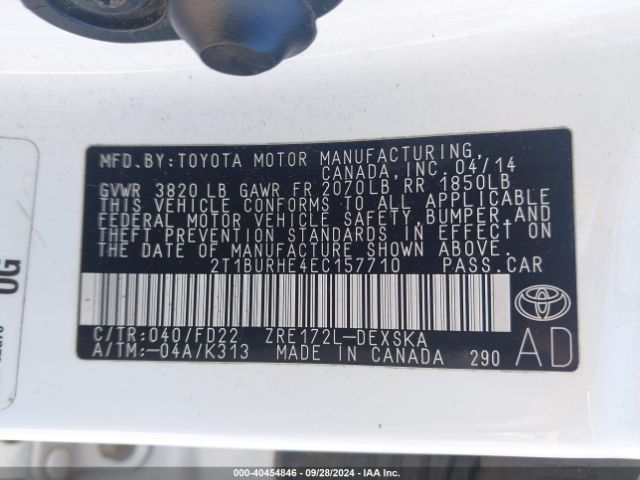 MFD.BY:TOYOTA MOTOR MANUFACTURING,
CANADA, INC. 04/14
GVWR 3820 LB GAWR FR 2070LB RR 1850LB
THIS VEHICLE CONFORMS TO ALL APPLICABLE
FEDERAL MOTOR VEHICLE SAFETY, BUMPER, AND
THEFT PREVENTION STANDARDS IN EFFECT ON
THE DATE OF MANUFACTURE SHOWN ABOVE.
2T1BURHE4EC157710 PASS.CAR
C/TR:040/FD22 ZRE172L-DEXSKA
A/TM:-04A/K313 MADE IN CANADA 290
AD
OG
000-40454846 - 09/28/2024 - IAA Inc.